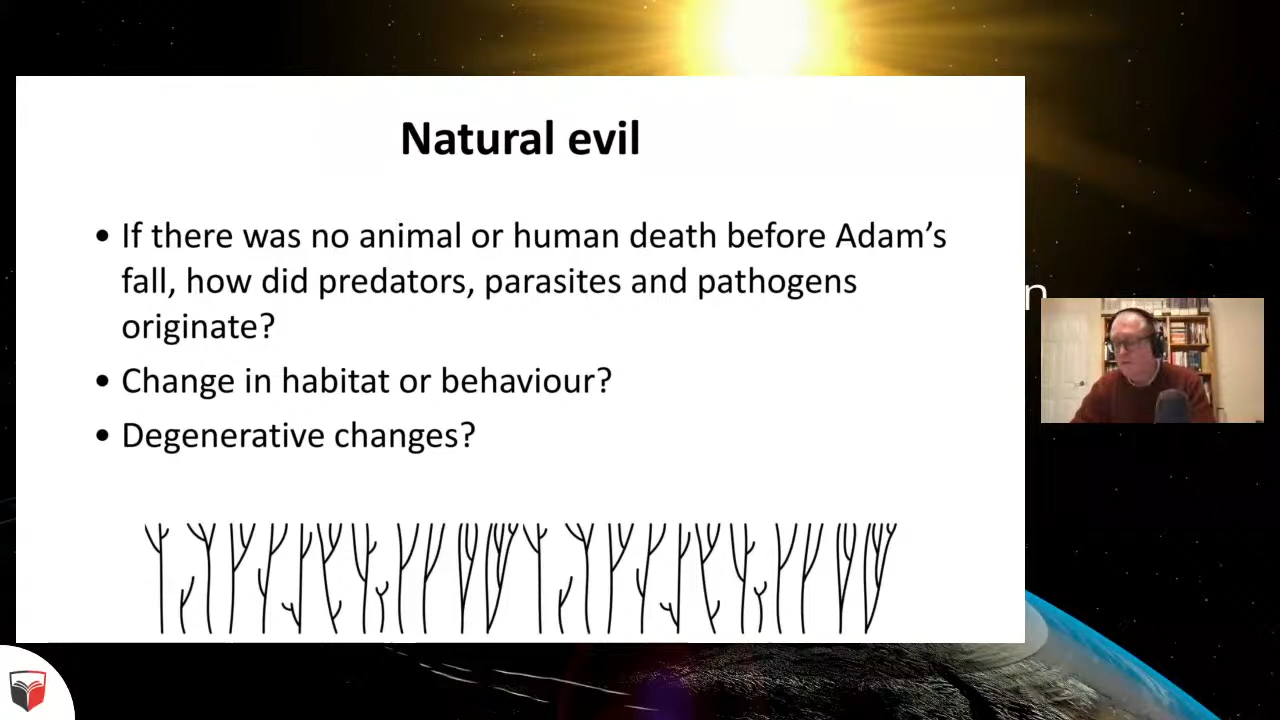 Natural evil
• If there was no animal or human death before Adam’s
fall, how did predators, parasites and pathogens
originate?
• Change in habitat or behaviour?
• Degenerative changes?
n